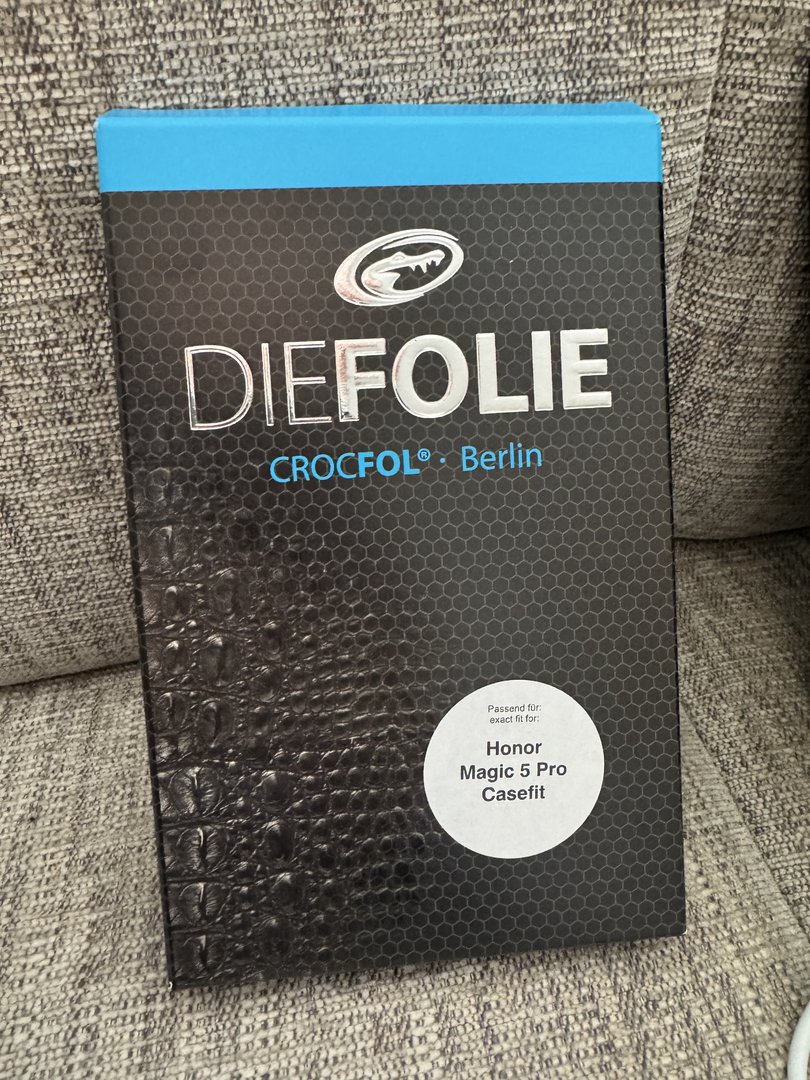 DIEFOLIE
CROCFOL® · Berlin
Passend für:
exact fit for:
Honor
Magic 5 Pro
Casefit